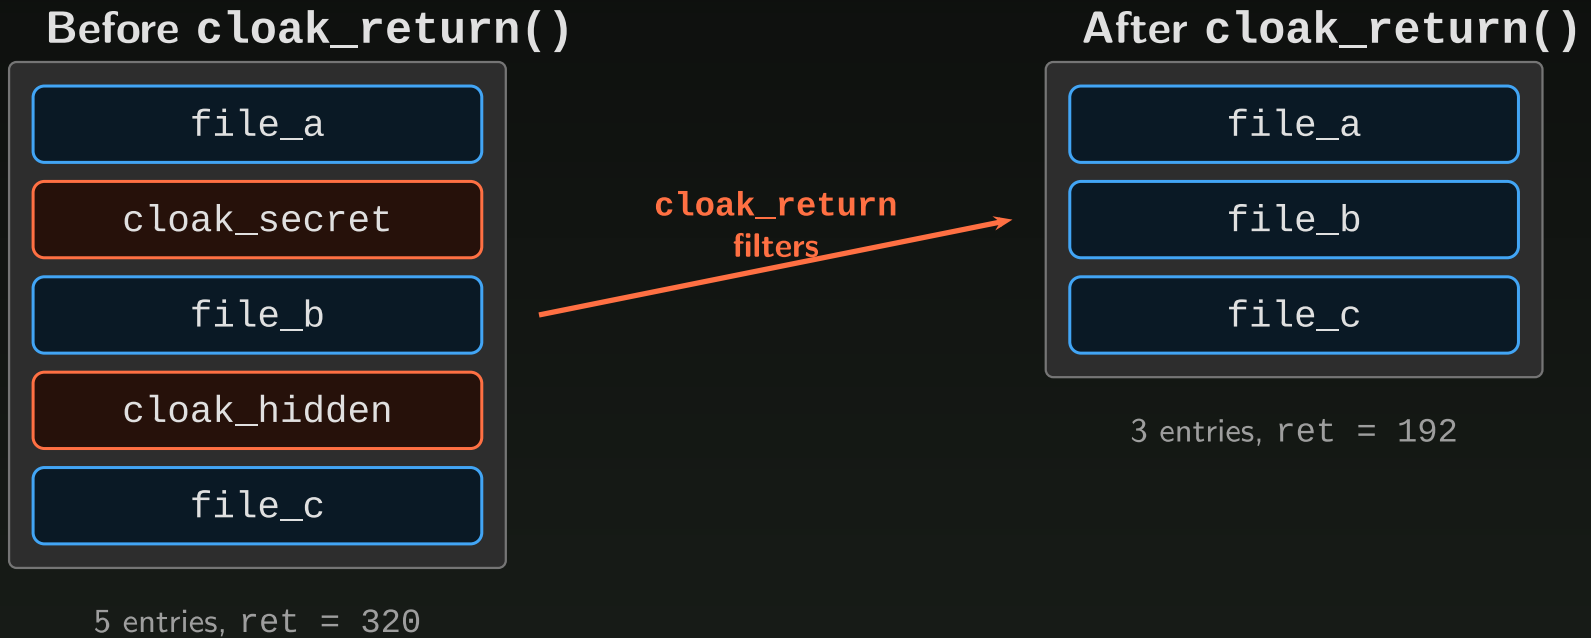 Before cloak_return()
file_a
cloak_secret
file_b
cloak_hidden
file_c
5 entries, ret = 320
cloak_return
filters
After cloak_return()
file_a
file_b
file_c
3 entries, ret = 192